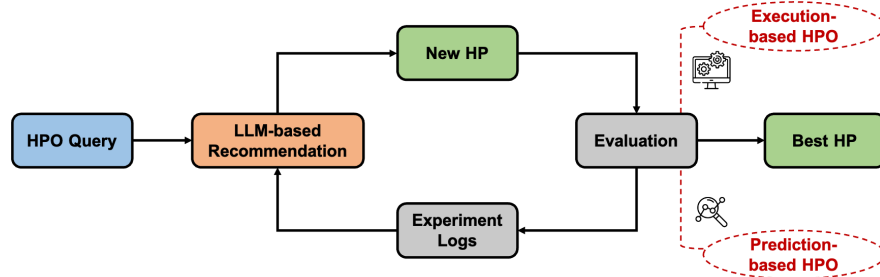 Execution-
based HPO
New HP
HPO Query
LLM-based
Recommendation
Evaluation
Best HP
Experiment
Logs
Prediction-
based HPO